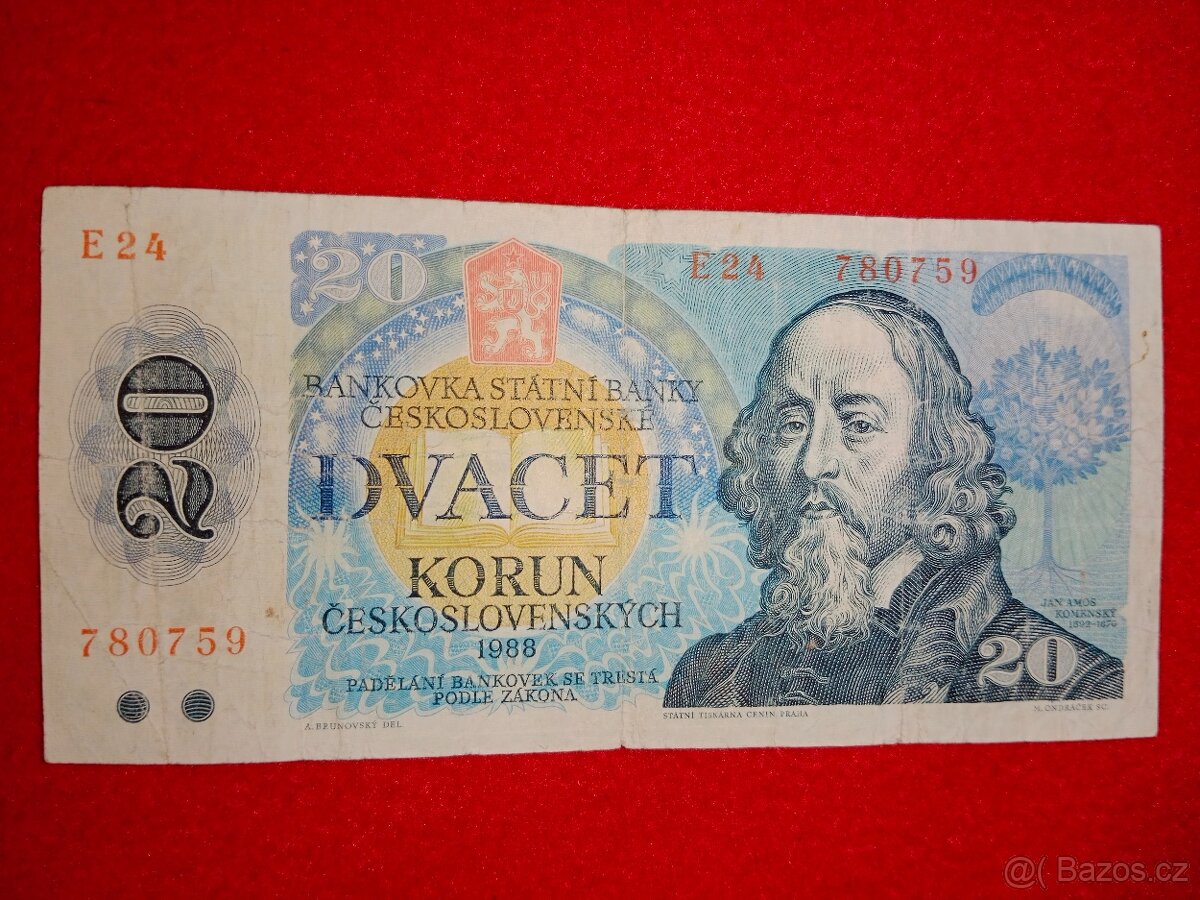 E 24
20
E 24 780759
BANKOVKA STÁTNÍ BANKY
ČESKOSLOVENSKÉ
DVACET
KORUN
ČESKOSLOVENSKÝCH
1988
PADĚLÁNÍ BANKOVEK SE TRESTÁ
PODLE ZÁKONA
20
780759
JAN AMOS
KOMENSKÝ
1592-1670
20
A. BRUNOVSKÝ DEL.
STÁTNÍ TISKÁRNA CENIN PRAHA
M. ONDRÁČEK SC.
@( Bazos.cz